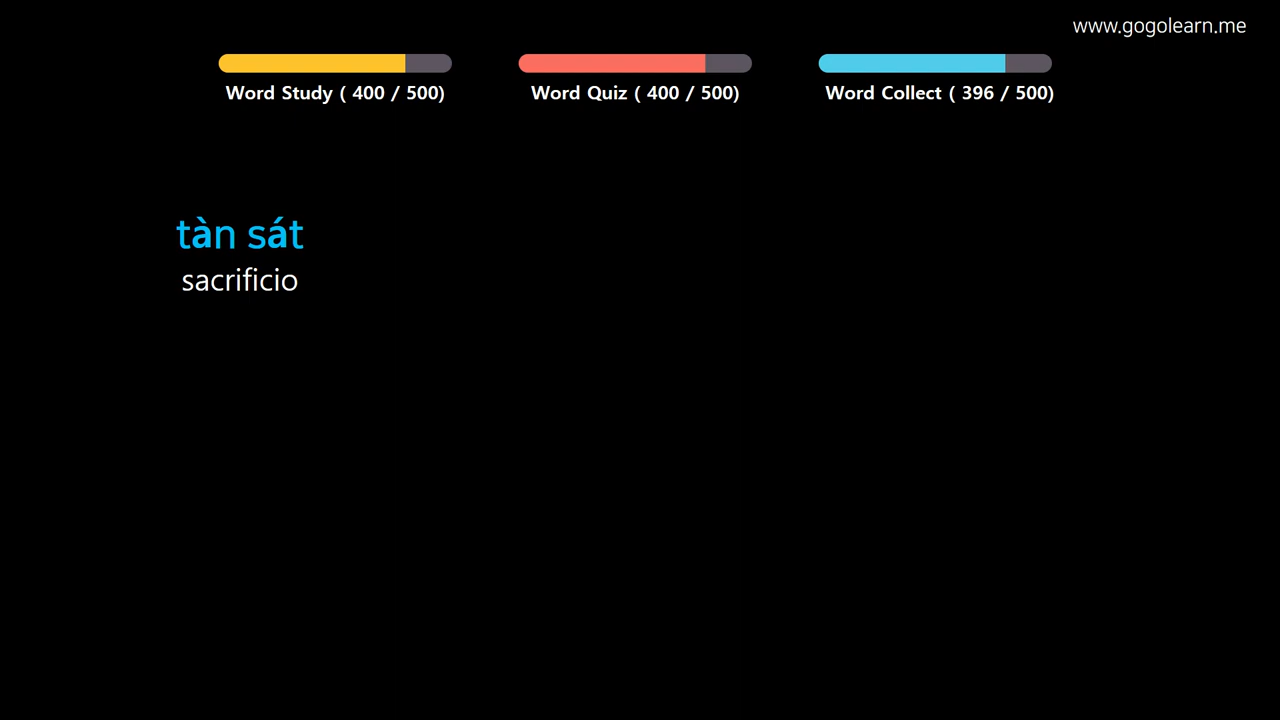 www.gogolearn.me
Word Study ( 400 / 500)
Word Quiz ( 400 / 500)
Word Collect ( 396 / 500)
tàn sát
sacrificio